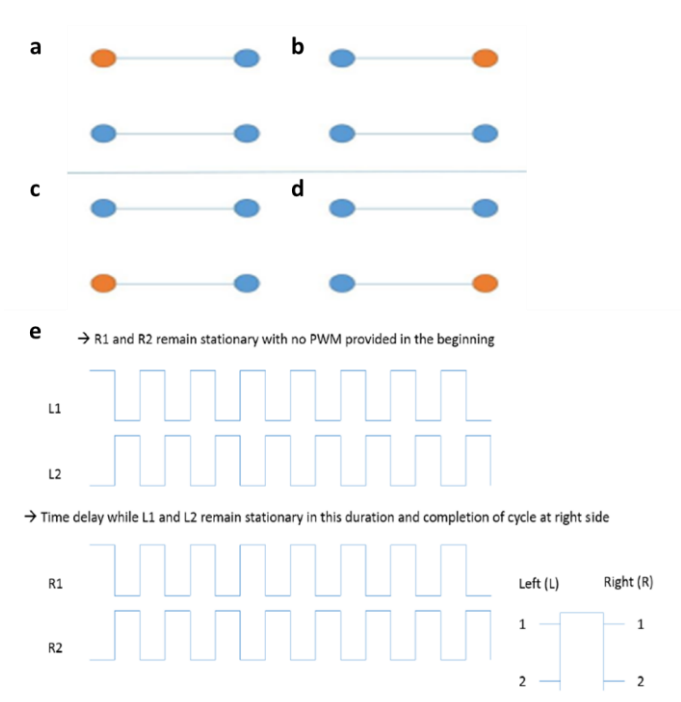 a
b
c
d
e
→ R1 and R2 remain stationary with no PWM provided in the beginning
L1
L2
→ Time delay while L1 and L2 remain stationary in this duration and completion of cycle at right side
R1
R2
Left (L) Right (R)
1 1
2 2